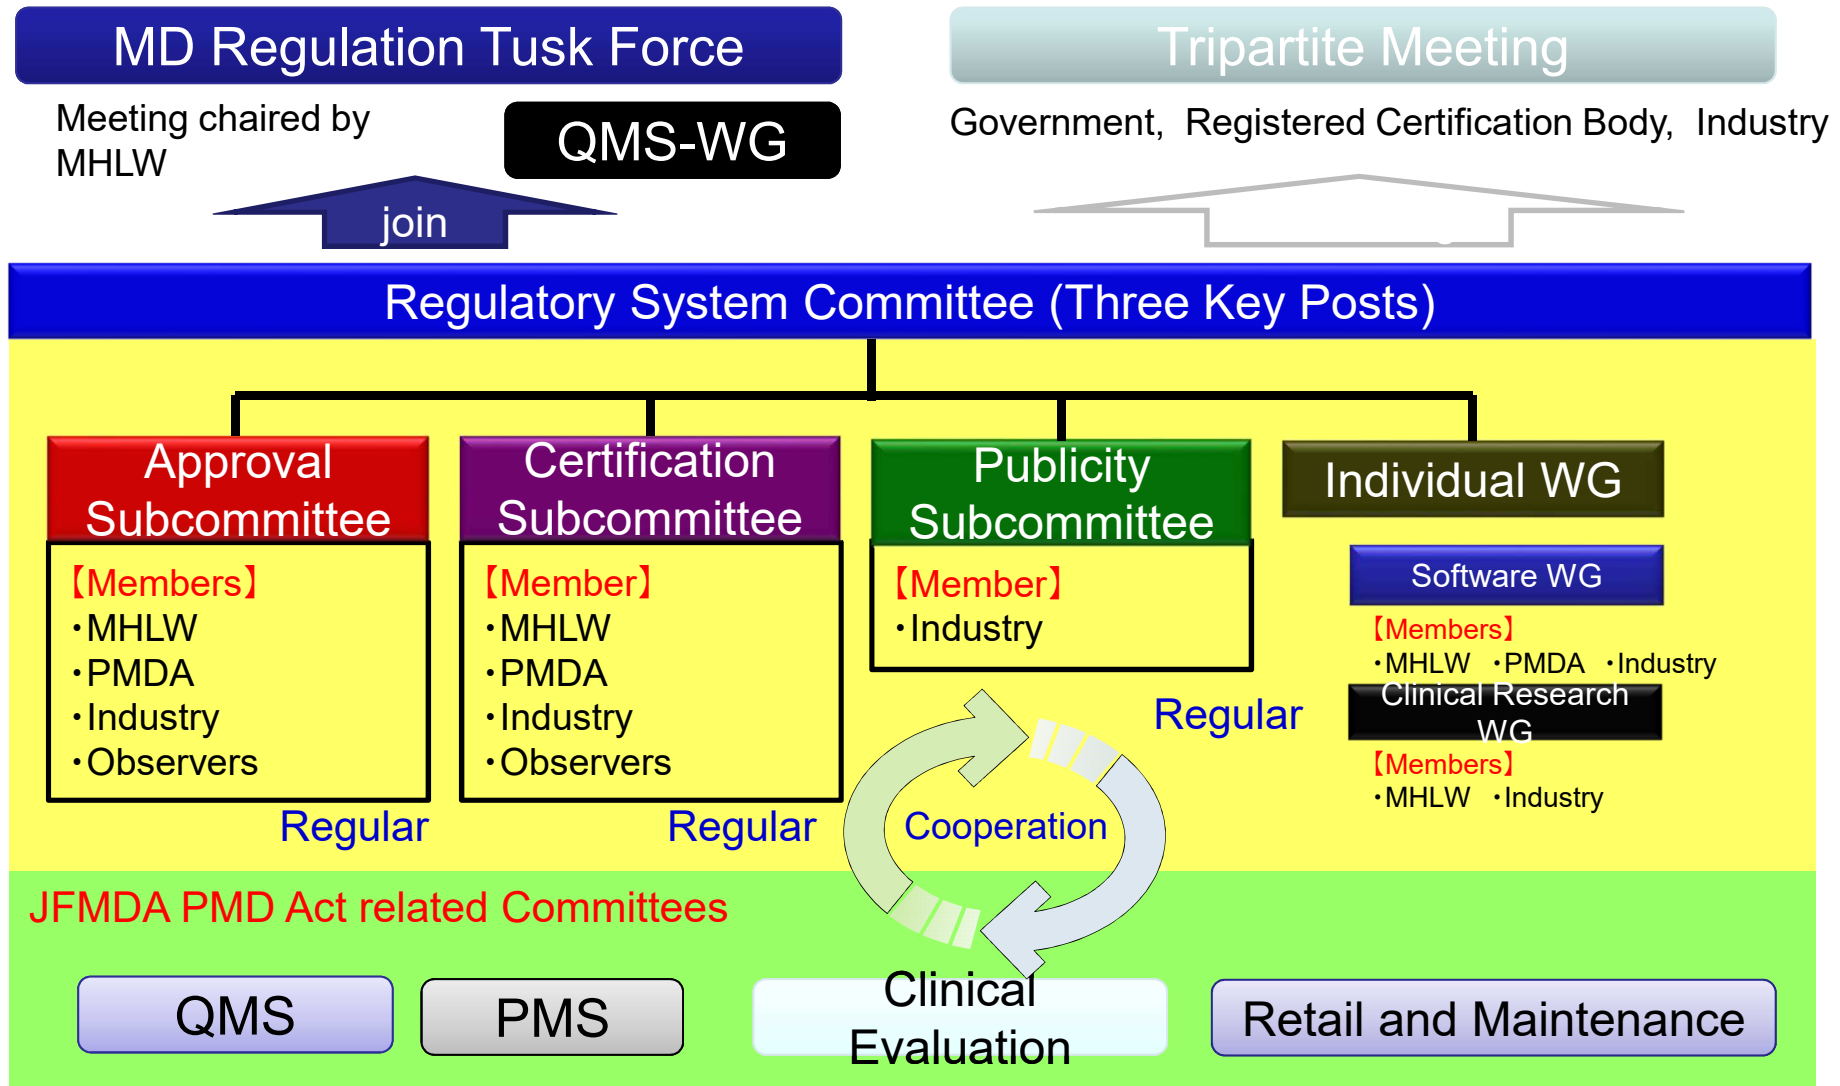 MD Regulation Tusk Force
Meeting chaired by
MHLW
QMS-WG
Tripartite Meeting
Government, Registered Certification Body, Industry
join
Regulatory System Committee (Three Key Posts)
Approval
Subcommittee
【Members】
・MHLW
・PMDA
・Industry
・Observers
Regular
Certification
Subcommittee
【Member】
・MHLW
・PMDA
・Industry
・Observers
Regular
Publicity
Subcommittee
【Member】
・Industry
Regular
Individual WG
Software WG
【Members】
・MHLW ・PMDA ・Industry
Clinical Research
WG
【Members】
・MHLW ・Industry
Cooperation
JFMDA PMD Act related Committees
QMS
PMS
Clinical
Evaluation
Retail and Maintenance